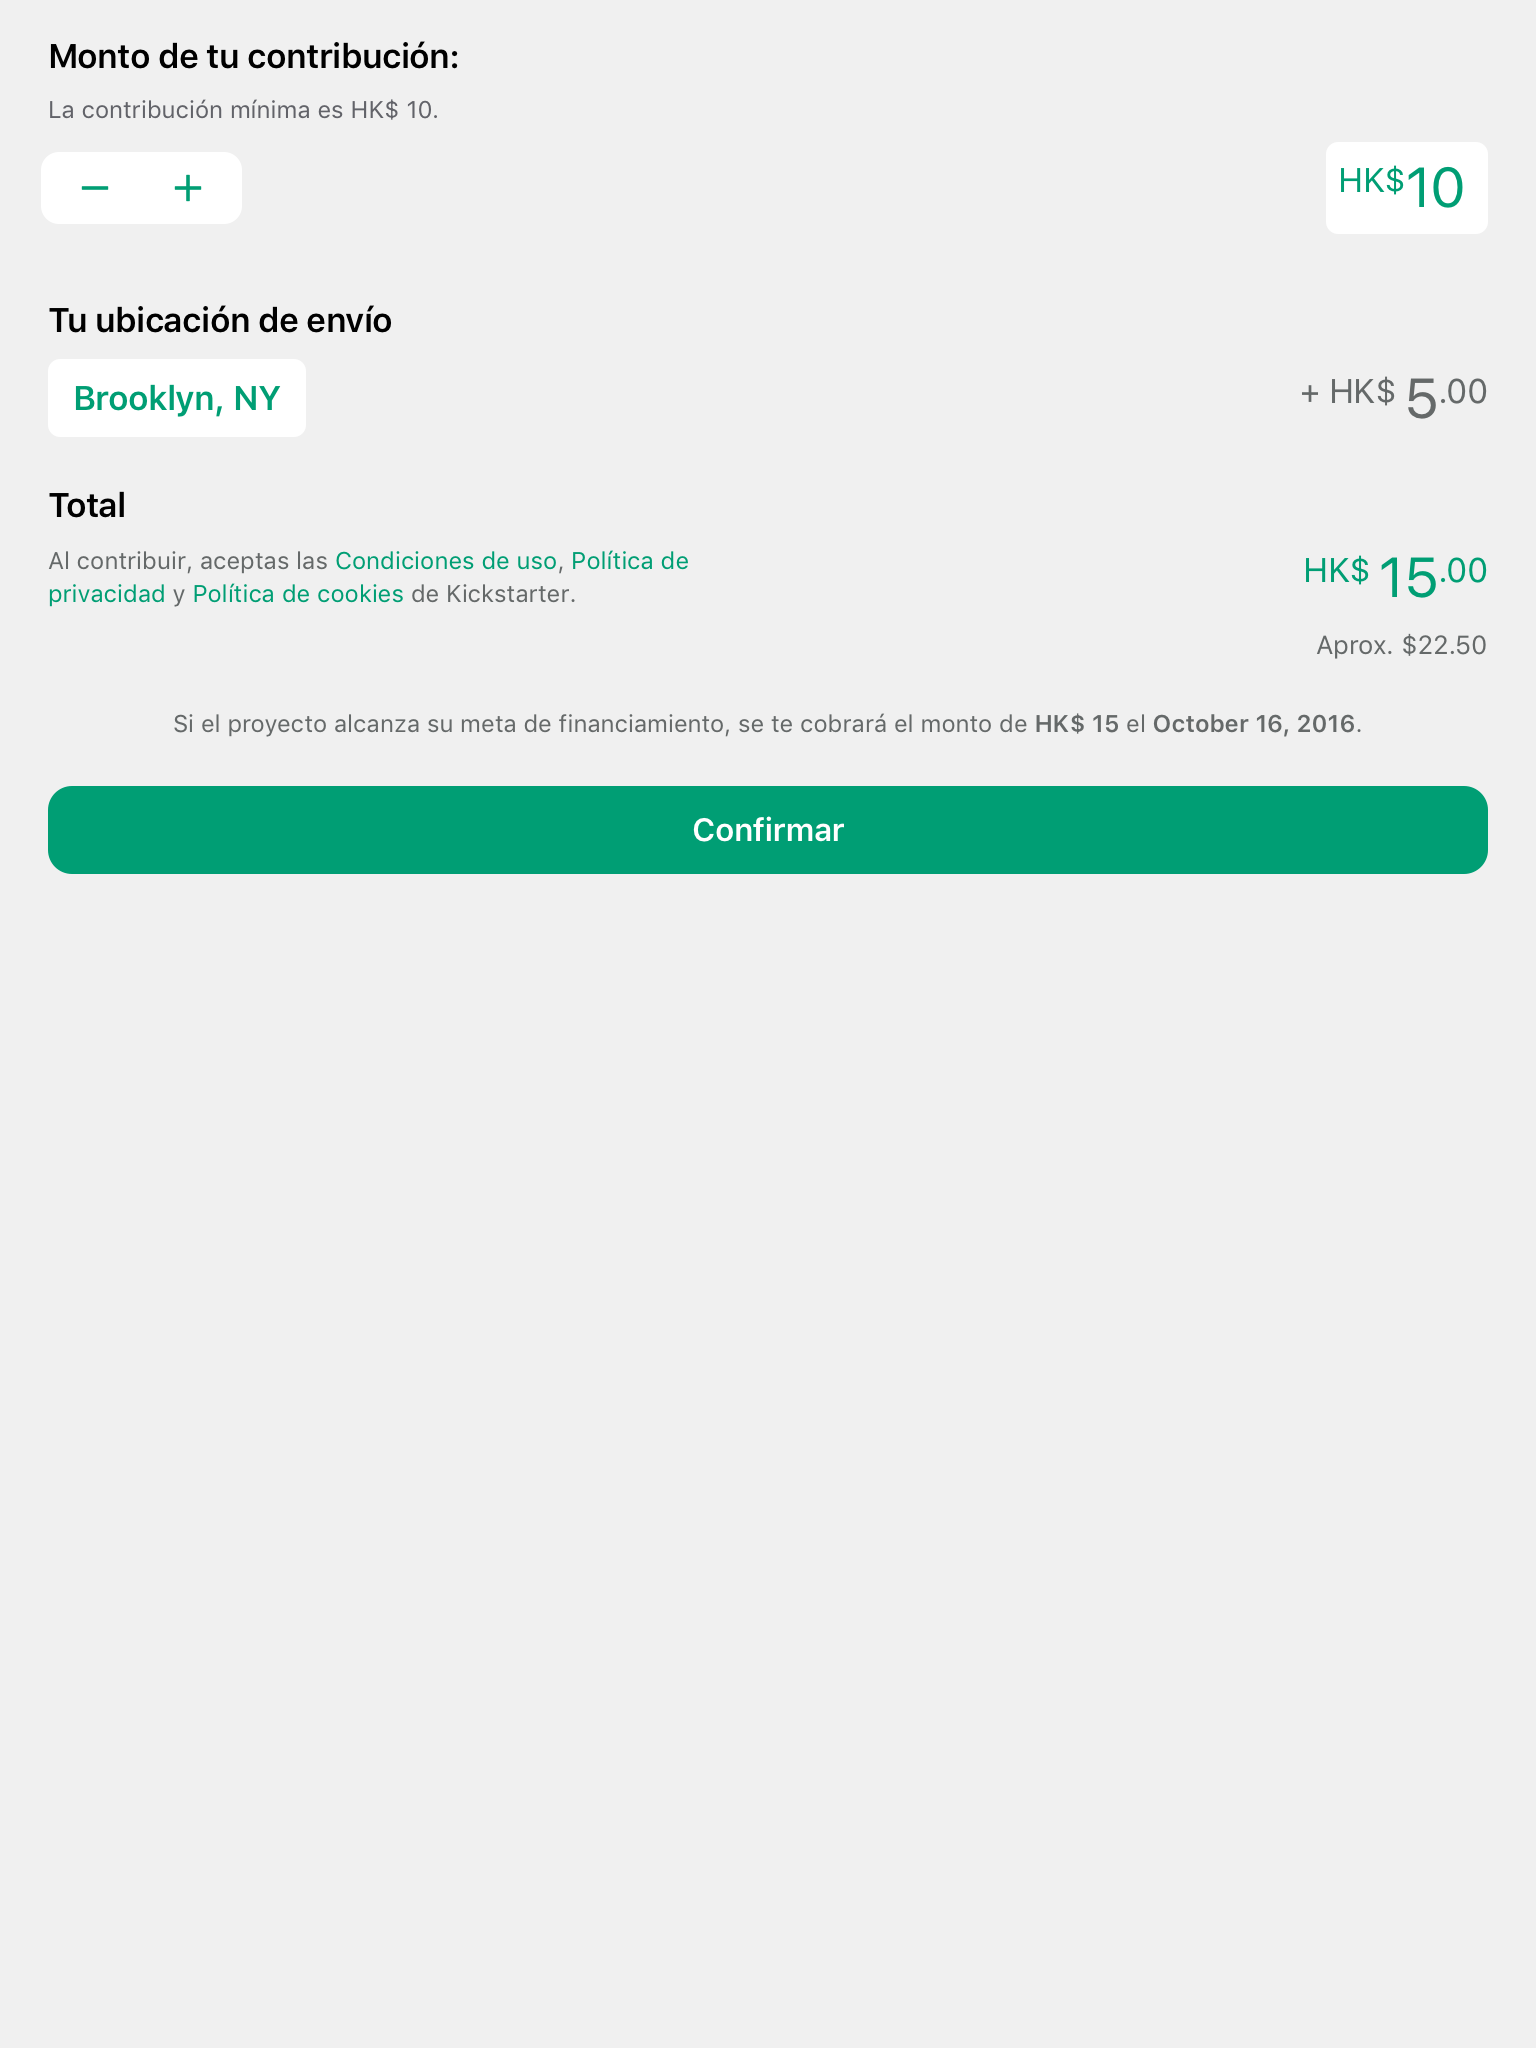 Monto de tu contribución:
La contribución mínima es HK$ 10.
− +
HK$10
Tu ubicación de envío
Brooklyn, NY
+ HK$ 5.00
Total
Al contribuir, aceptas las Condiciones de uso, Política de
privacidad y Política de cookies de Kickstarter.
HK$ 15.00
Aprox. $22.50
Si el proyecto alcanza su meta de financiamiento, se te cobrará el monto de HK$ 15 el October 16, 2016.
Confirmar